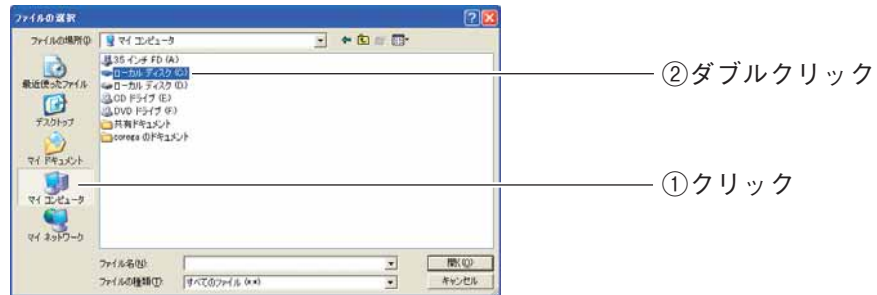 ファイルの選択
ファイルの場所(I):
マイ コンピュータ
最近使ったファイル
デスクトップ
マイ ドキュメント
マイ コンピュータ
マイ ネットワーク
3.5 インチ FD (A:)
ローカル ディスク (C:)
ローカル ディスク (D:)
CD ドライブ (E:)
DVD ドライブ (F:)
共有ドキュメント
corega のドキュメント
ファイル名(N):
開く(O)
ファイルの種類(T):
すべてのファイル (*.*)
キャンセル
②ダブルクリック
①クリック